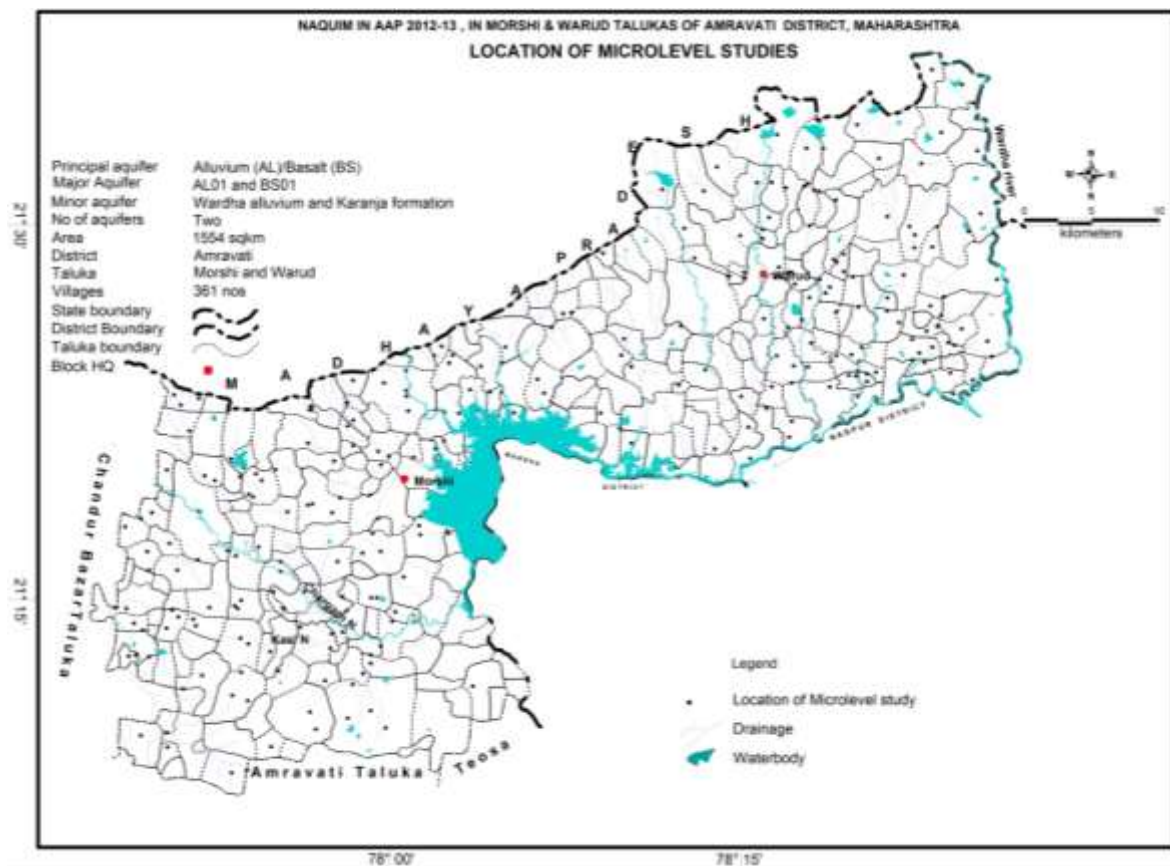 NAQUIM IN AAP 2012-13 , IN MORSHI & WARUD TALUKAS OF AMRAVATI DISTRICT, MAHARASHTRA
LOCATION OF MICROLEVEL STUDIES
Principal aquifer Alluvium (AL)/Basalt (BS)
Major Aquifer AL01 and BS01
Minor aquifer Wardha alluvium and Karanja formation
No of aquifers Two
Area 1554 sqkm
District Amravati
Taluka Morshi and Warud
Villages 361 nos
State boundary
District Boundary
Taluka boundary
Block HQ
MADHAYAPRADESH
Wardha river
N
W E
S
kilometers
21° 30'
Warud
NAGPUR DISTRICT
DISTRICT
Morshi
Chandur Bazar Taluka
21° 15'
N
Amravati Taluka
Teosa
Legend
Location of Microlevel study
Drainage
Waterbody
78° 00'
78° 15'